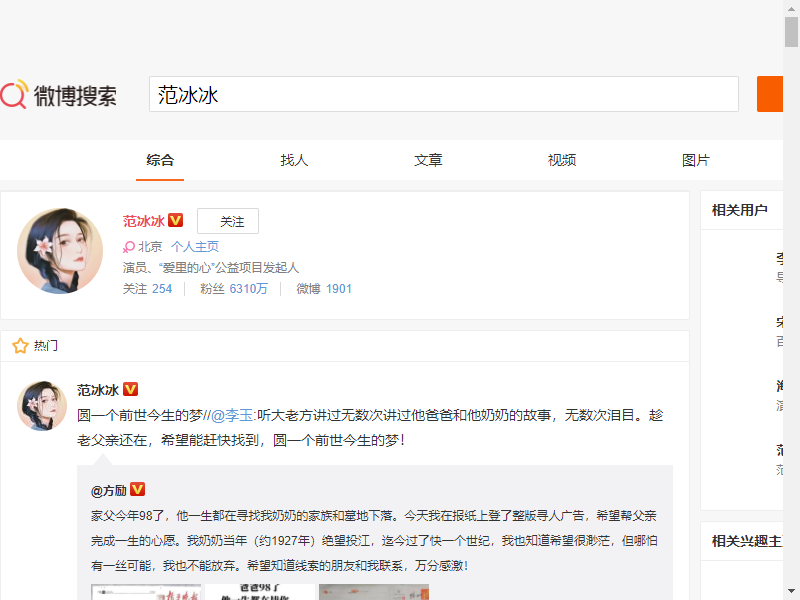 微博搜索
范冰冰
综合 找人 文章 视频 图片
范冰冰 关注
北京 个人主页
演员、“爱里的心”公益项目发起人
关注 254 粉丝 6310万 微博 1901
相关用户
热门
范冰冰
圆一个前世今生的梦//@李玉:听大老方讲过无数次讲过他爸爸和他奶奶的故事，无数次泪目。趁
老父亲还在，希望能赶快找到，圆一个前世今生的梦！
@方励
家父今年98了，他一生都在寻找我奶奶的家族和墓地下落。今天我在报纸上登了整版寻人广告，希望帮父亲
完成一生的心愿。我奶奶当年（约1927年）绝望投江，迄今过了快一个世纪，我也知道希望很渺茫，但哪怕
有一丝可能，我也不能放弃。希望知道线索的朋友和我联系，万分感激！
爸爸98了
相关兴趣主